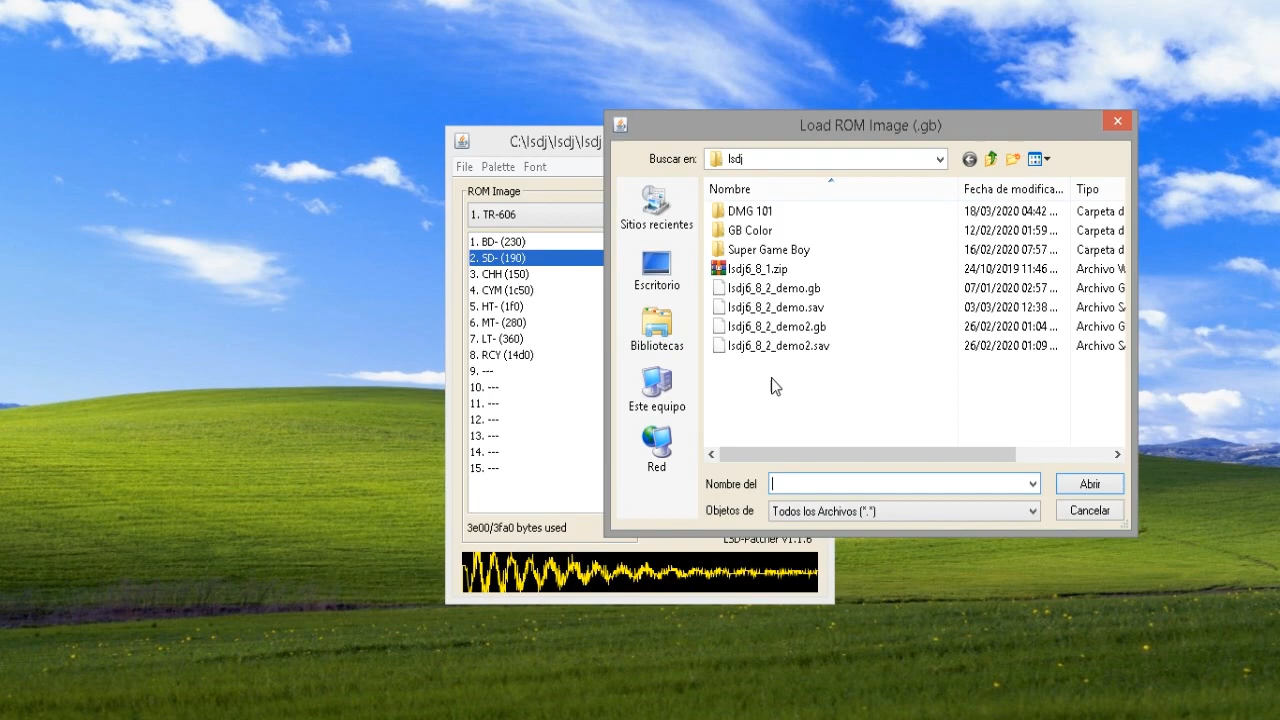 C:\lsdj\lsdj\lsdj
File Palette Font
ROM Image
1. TR-606
1. BD- (230)
2. SD- (190)
3. CHH (150)
4. CYM (1c50)
5. HT- (1f0)
6. MT- (280)
7. LT- (360)
8. RCY (14d0)
9. ---
10. ---
11. ---
12. ---
13. ---
14. ---
15. ---
3e00/3fa0 bytes used
LSD-Patcher v1.1.6
Load ROM Image (.gb)
Buscar en: lsdj
Sitios recientes
Escritorio
Bibliotecas
Este equipo
Red
Nombre Fecha de modifica... Tipo
DMG 101 18/03/2020 04:42 ... Carpeta d
GB Color 12/02/2020 01:59 ... Carpeta d
Super Game Boy 16/02/2020 07:57 ... Carpeta d
lsdj6_8_1.zip 24/10/2019 11:46 ... Archivo W
lsdj6_8_2_demo.gb 07/01/2020 02:57 ... Archivo G
lsdj6_8_2_demo.sav 03/03/2020 12:38 ... Archivo SA
lsdj6_8_2_demo2.gb 26/02/2020 01:04 ... Archivo G
lsdj6_8_2_demo2.sav 26/02/2020 01:09 ... Archivo SA
Nombre del
Abrir
Objetos de Todos los Archivos (*.*)
Cancelar